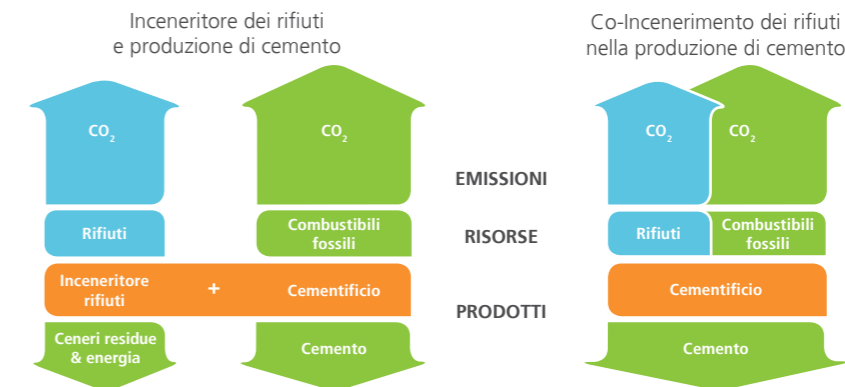 Inceneritore dei rifiuti
e produzione di cemento
Co-Incenerimento dei rifiuti
nella produzione di cemento
CO₂
CO₂
CO₂
CO₂
EMISSIONI
Rifiuti
Combustibili
fossili
RISORSE
Rifiuti
Combustibili
fossili
Inceneritore
rifiuti
+
Cementificio
Cementificio
PRODOTTI
Ceneri residue
& energia
Cemento
Cemento